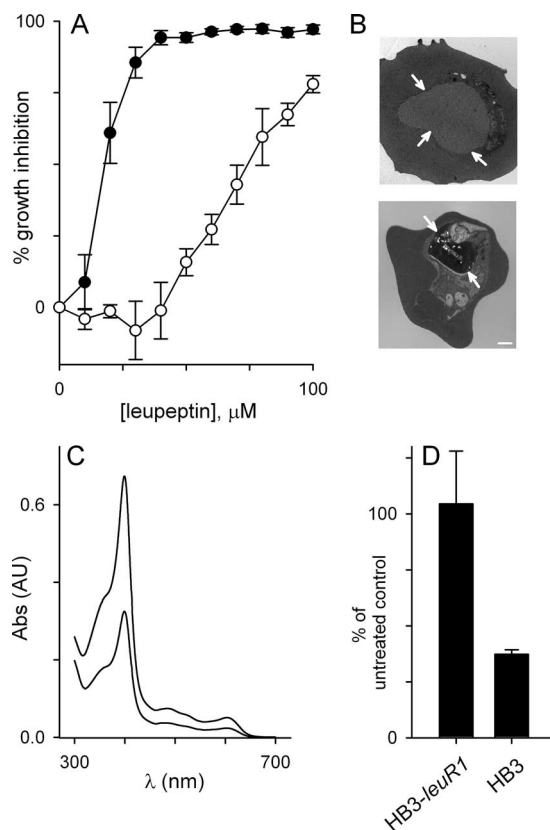 A
100
% growth inhibition
0
0
100
[leupeptin], μM
B
C
0.6
Abs (AU)
0.0
300
700
λ (nm)
D
100
% of
untreated control
HB3-leuR1
HB3